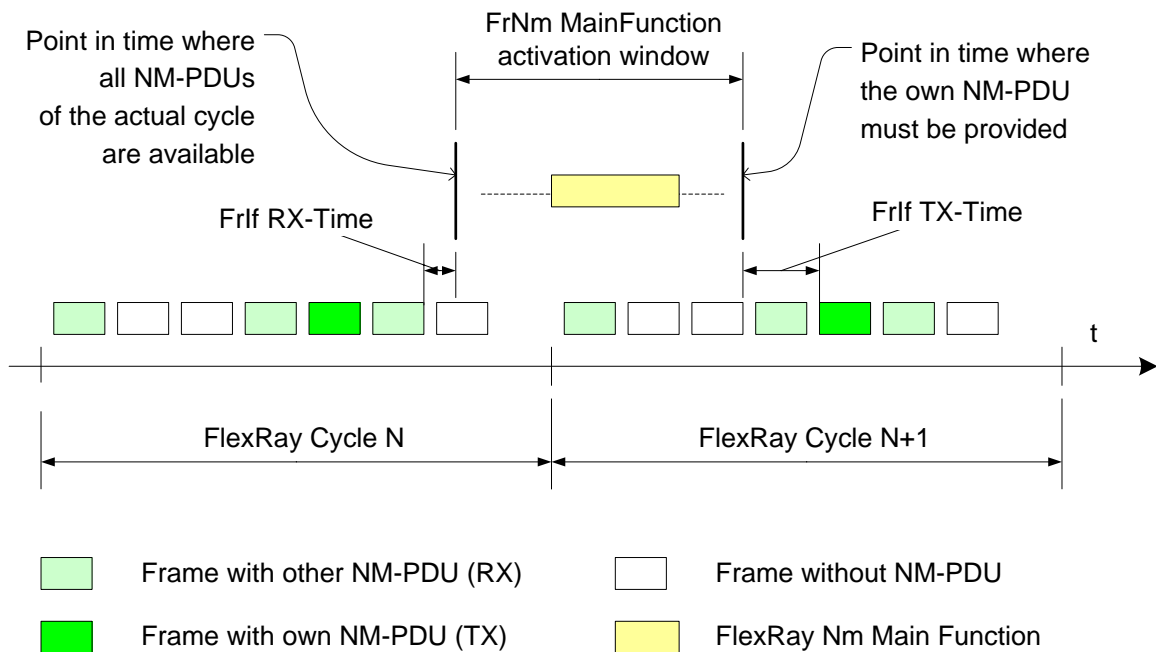 FrNm MainFunction
activation window
Point in time where
all NM-PDUs
of the actual cycle
are available
Point in time where
the own NM-PDU
must be provided
FrIf RX-Time
FrIf TX-Time
t
FlexRay Cycle N
FlexRay Cycle N+1
Frame with other NM-PDU (RX)
Frame without NM-PDU
Frame with own NM-PDU (TX)
FlexRay Nm Main Function